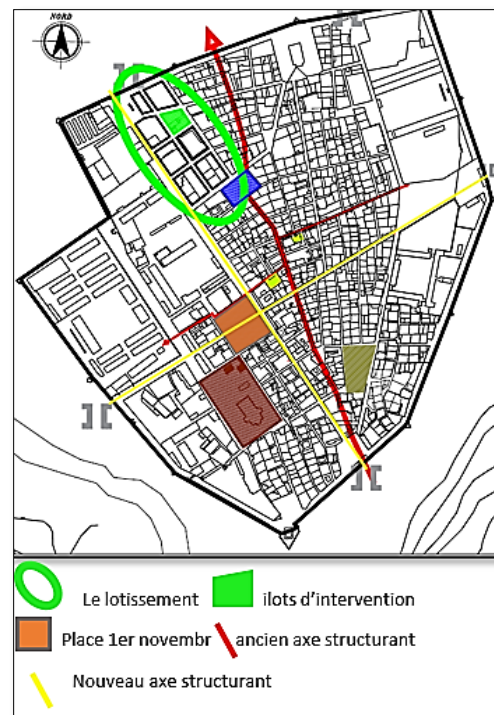 NORD
Le lotissement ilots d'intervention
Place 1er novembr ancien axe structurant
Nouveau axe structurant